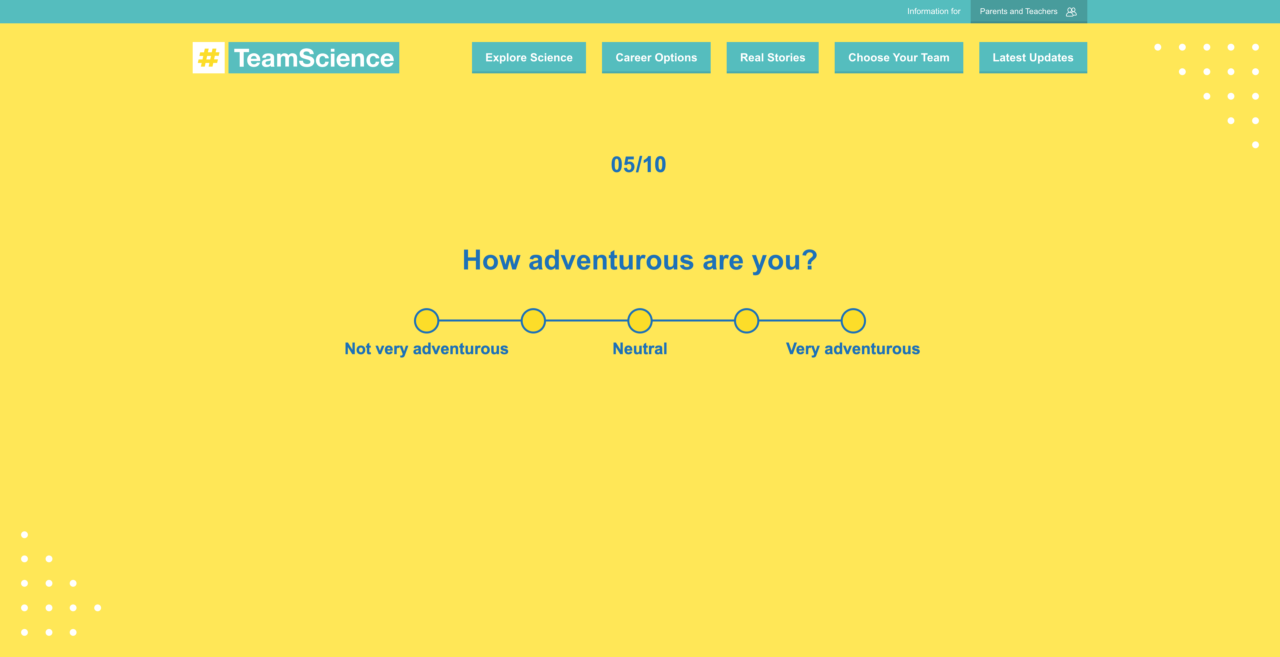 Information for Parents and Teachers
# TeamScience
Explore Science
Career Options
Real Stories
Choose Your Team
Latest Updates
05/10
How adventurous are you?
Not very adventurous
Neutral
Very adventurous